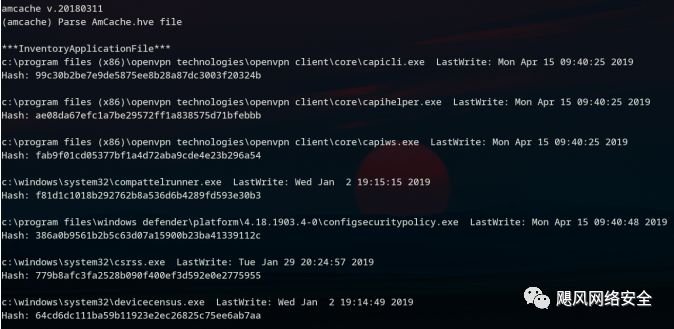 amcache v.20180311
(amcache) Parse AmCache.hve file
***InventoryApplicationFile***
c:\program files (x86)\openvpn technologies\openvpn client\core\capicli.exe  LastWrite: Mon Apr 15 09:40:25 2019
Hash: 99c30b2be7e9de5875ee8b28a87dc3003f20324b
c:\program files (x86)\openvpn technologies\openvpn client\core\capihelper.exe  LastWrite: Mon Apr 15 09:40:25 2019
Hash: ae08da67efc1a7be29572ff1a838575d71bfebbb
c:\program files (x86)\openvpn technologies\openvpn client\core\capiws.exe  LastWrite: Mon Apr 15 09:40:25 2019
Hash: fab9f01cd05377bf1a4d72aba9cde4e23b296a54
c:\windows\system32\compattelrunner.exe  LastWrite: Wed Jan  2 19:15:15 2019
Hash: f81d1c1018b292762b8a536d6b4289fd593e30b3
c:\program files\windows defender\platform\4.18.1903.4-0\configsecuritypolicy.exe  LastWrite: Mon Apr 15 09:40:48 2019
Hash: 386a0b9561b2b5c63d07a15900b23ba41339112c
c:\windows\system32\csrss.exe  LastWrite: Tue Jan 29 20:24:57 2019
Hash: 779b8afc3fa2528b090f400ef3d592e0e2775955
c:\windows\system32\devicecensus.exe  LastWrite: Wed Jan  2 19:14:49 2019
Hash: 64cd6dc111ba59b11923e2ec26825c75ee6ab7aa
飓风网络安全